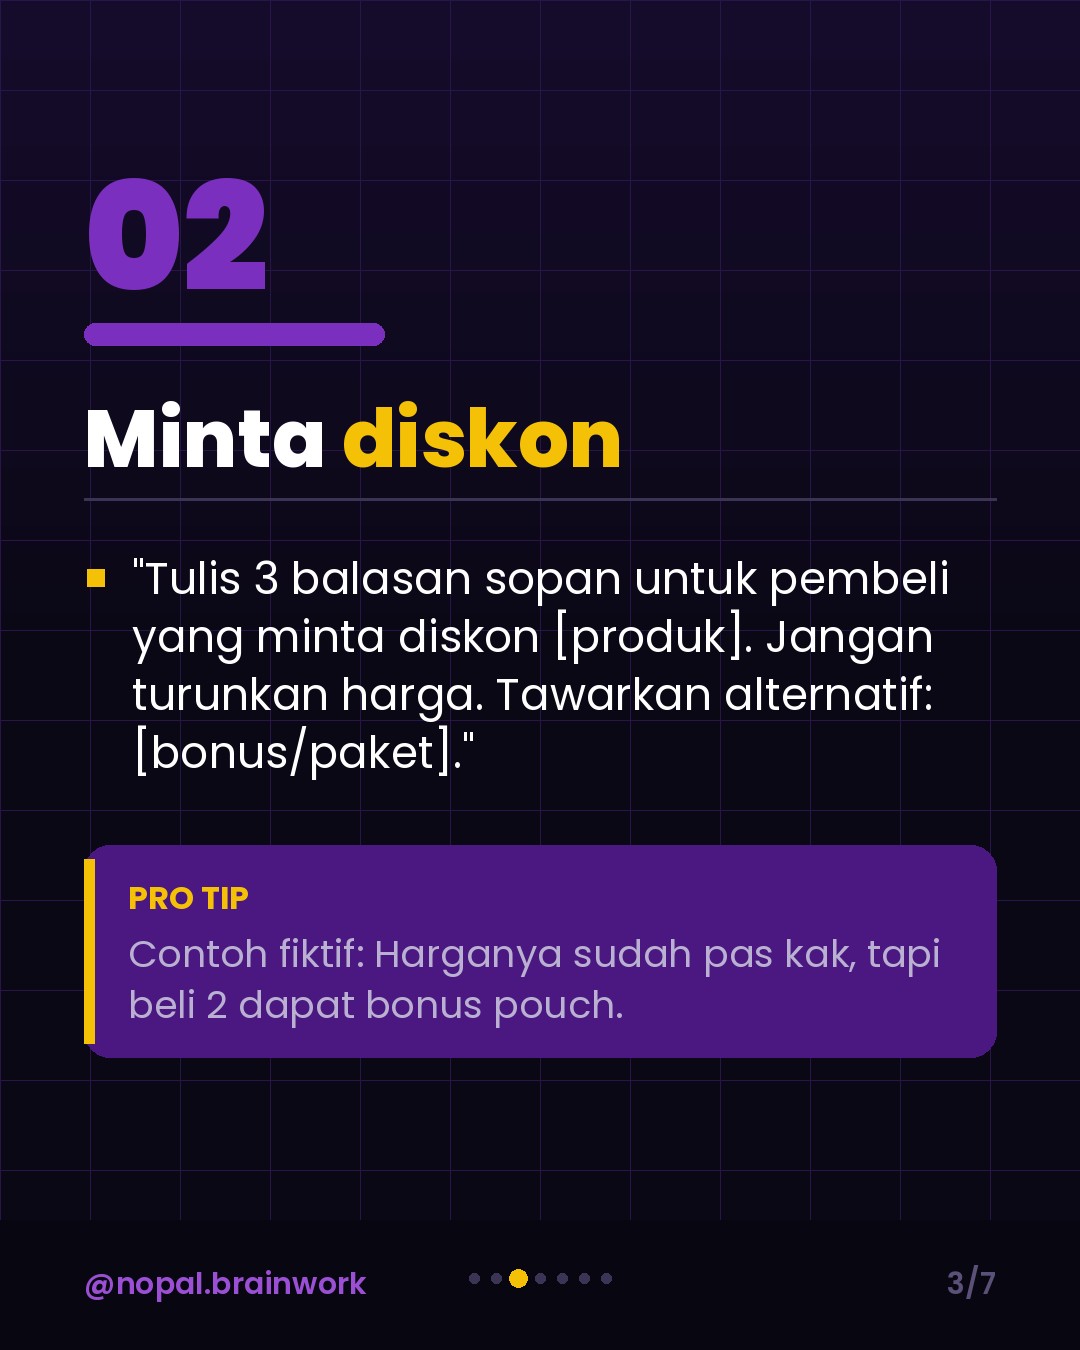 02
Minta diskon
"Tulis 3 balasan sopan untuk pembeli
yang minta diskon [produk]. Jangan
turunkan harga. Tawarkan alternatif:
[bonus/paket]."
PRO TIP
Contoh fiktif: Harganya sudah pas kak, tapi
beli 2 dapat bonus pouch.
@nopal.brainwork
3/7